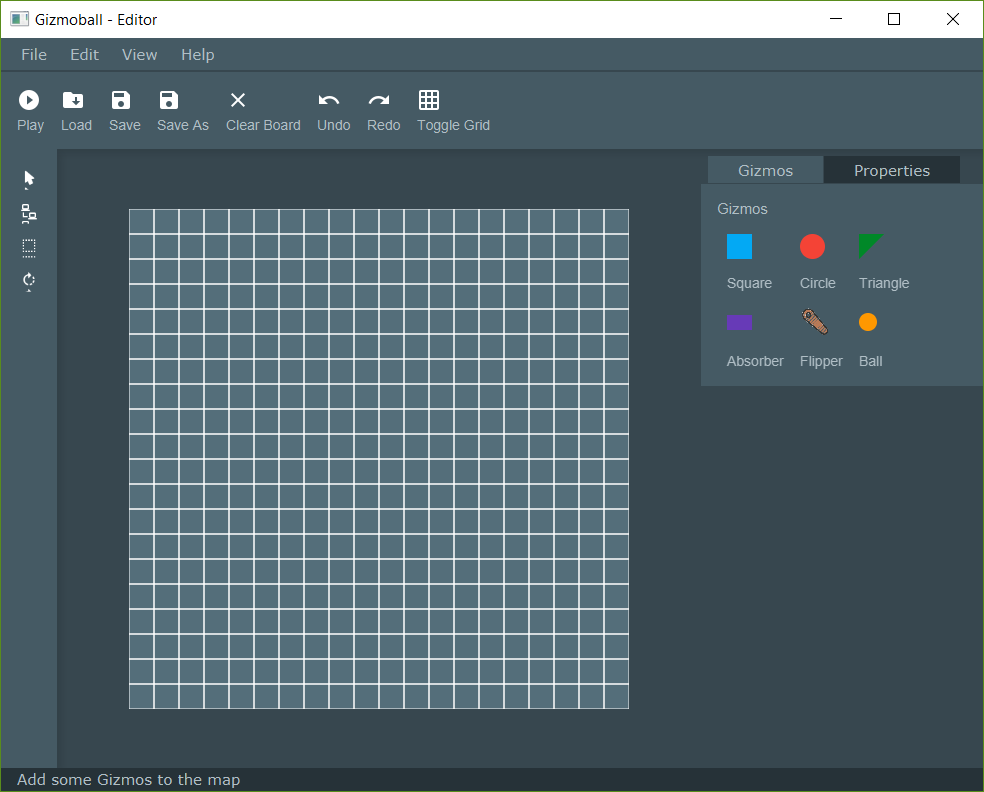 Gizmoball - Editor
File Edit View Help
Play Load Save Save As Clear Board Undo Redo Toggle Grid
Gizmos Properties
Gizmos
Square Circle Triangle
Absorber Flipper Ball
Add some Gizmos to the map